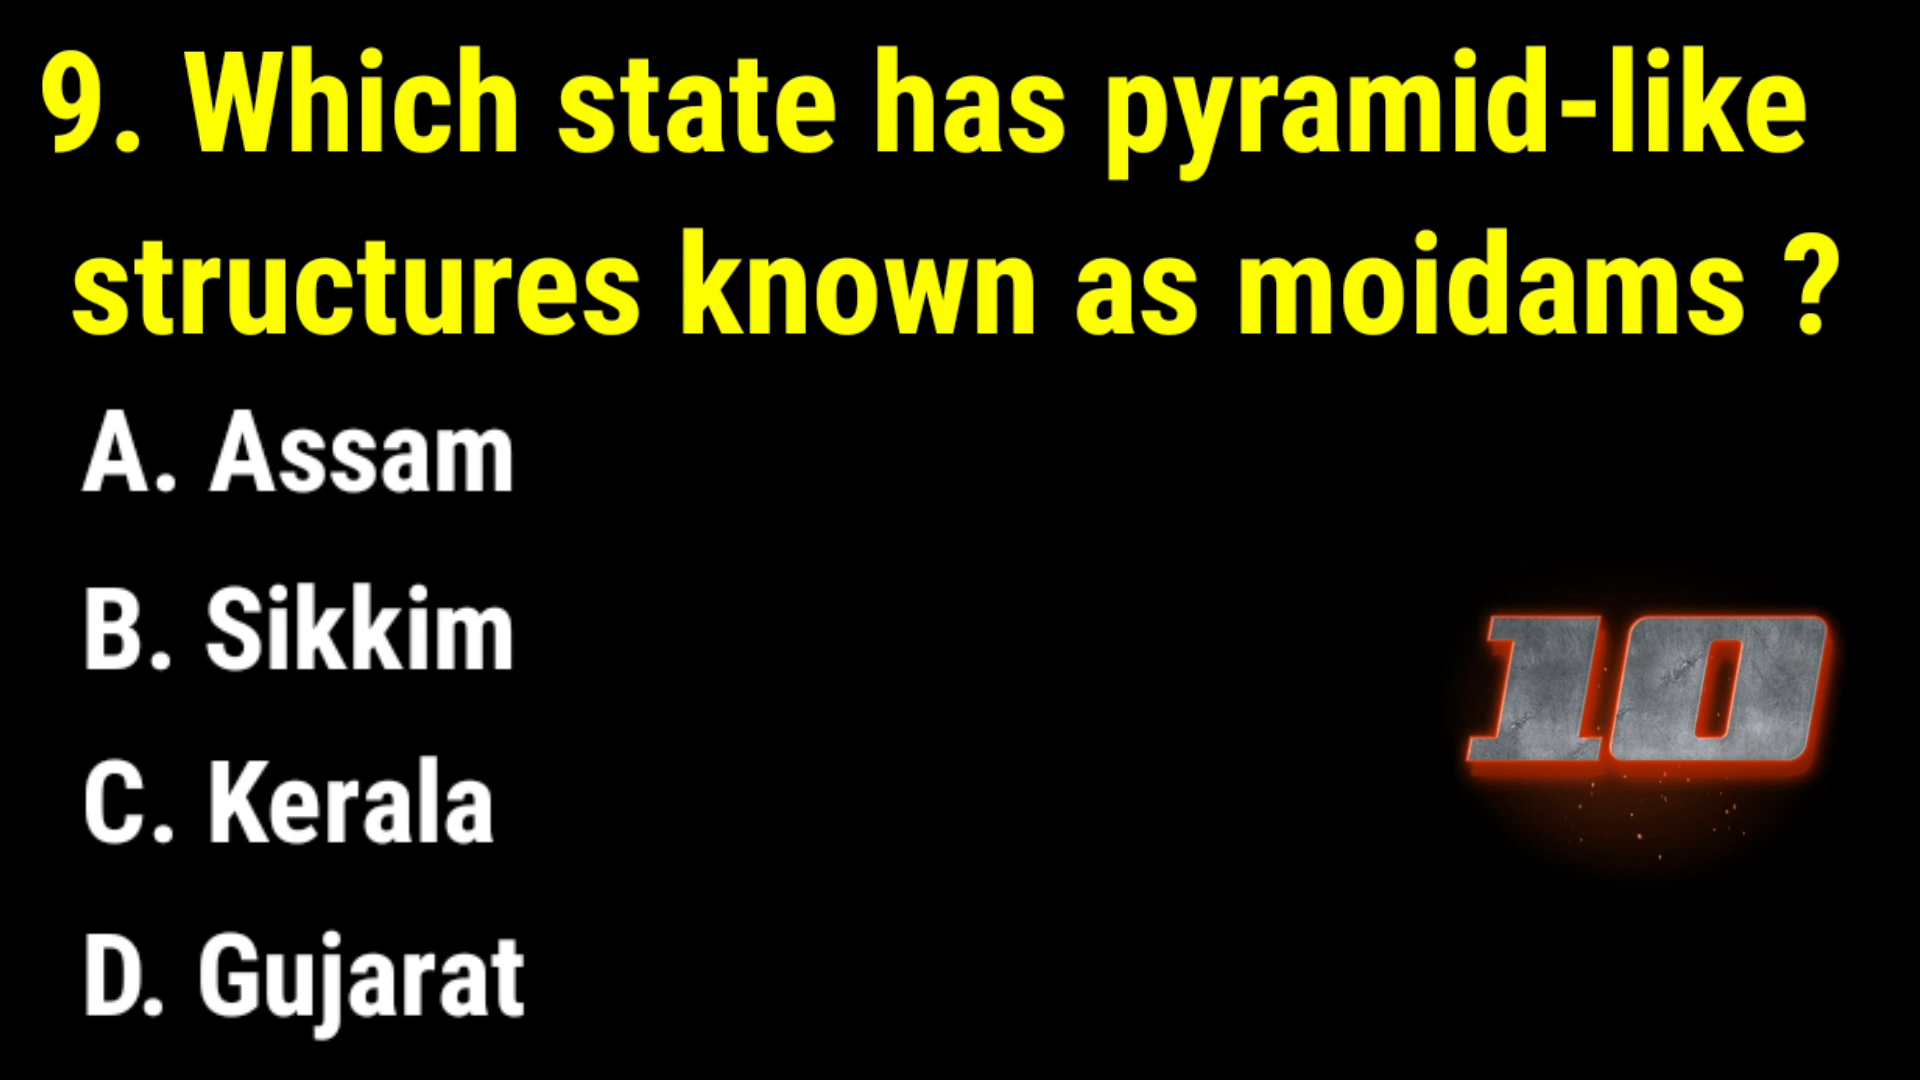 9. Which state has pyramid-like
structures known as moidams ?
A. Assam
B. Sikkim
10
C. Kerala
D. Gujarat